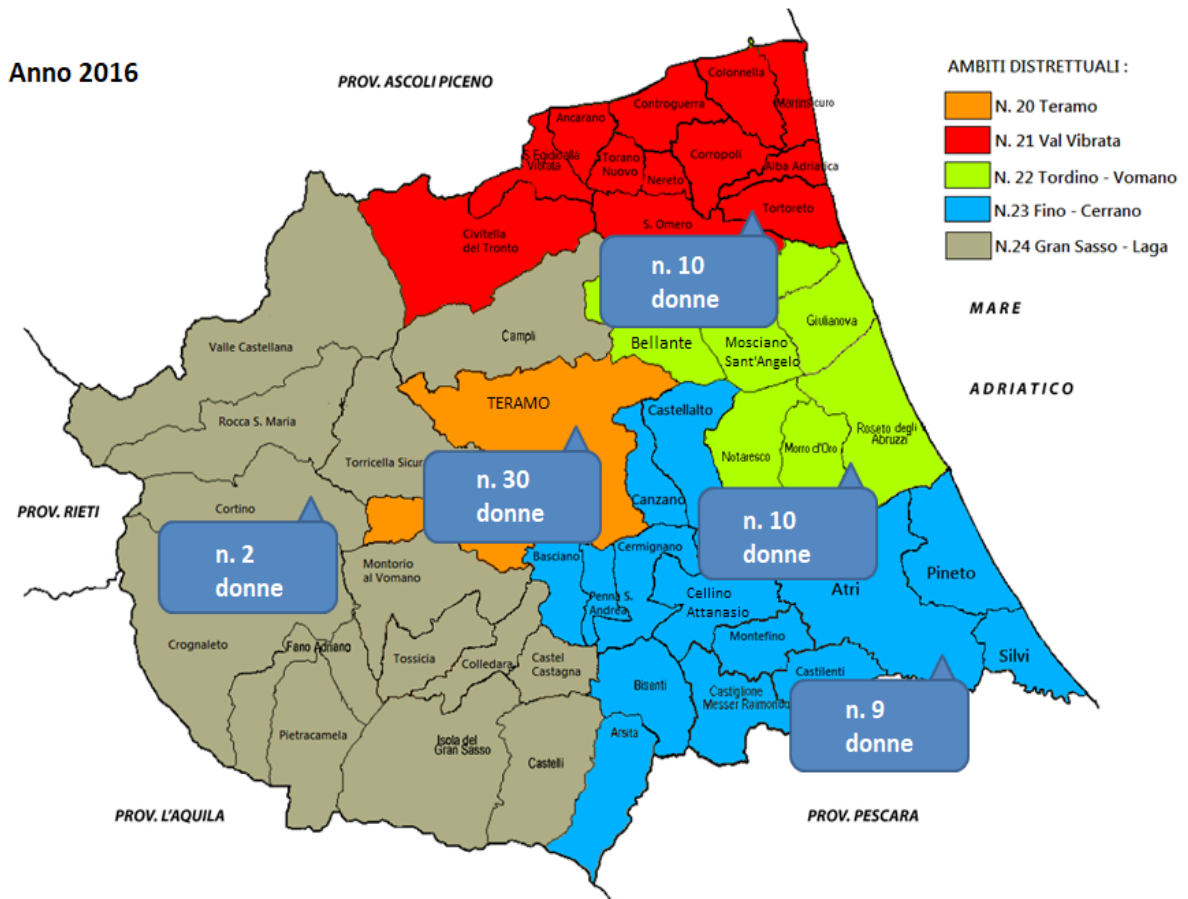 Anno 2016
PROV. ASCOLI PICENO
AMBITI DISTRETTUALI :
N. 20 Teramo
N. 21 Val Vibrata
N. 22 Tordino - Vomano
N.23 Fino - Cerrano
N.24 Gran Sasso - Laga
MARE
ADRIATICO
Colonnella
Martinsicuro
Controguerra
Ancarano
S Egidio alla
Vibrata
Torano
Nuovo
Nereto
Corropoli
Alba Adriatica
Tortoreto
S. Omero
Civitella
del Tronto
n. 10
donne
Giulianova
Campli
Bellante
Mosciano
Sant'Angelo
Valle Castellana
TERAMO
Castellalto
Rocca S. Maria
Roseto degli
Abruzzi
Notaresco
Morro d'Oro
Torricella Sicur
n. 30
donne
Canzano
PROV. RIETI
Cortino
n. 10
donne
n. 2
donne
Montorio
al Vomano
Basciano
Cermignano
Penna S.
Andrea
Cellino
Attanasio
Atri
Pineto
Crognaleto
Fano Adriano
Tossicia
Colledara
Castel
Castagna
Montefino
Silvi
Bisenti
Castiglione
Messer Raimondo
Castilenti
n. 9
donne
Pietracamela
Isola del
Gran Sasso
Castelli
Arsita
PROV. L'AQUILA
PROV. PESCARA